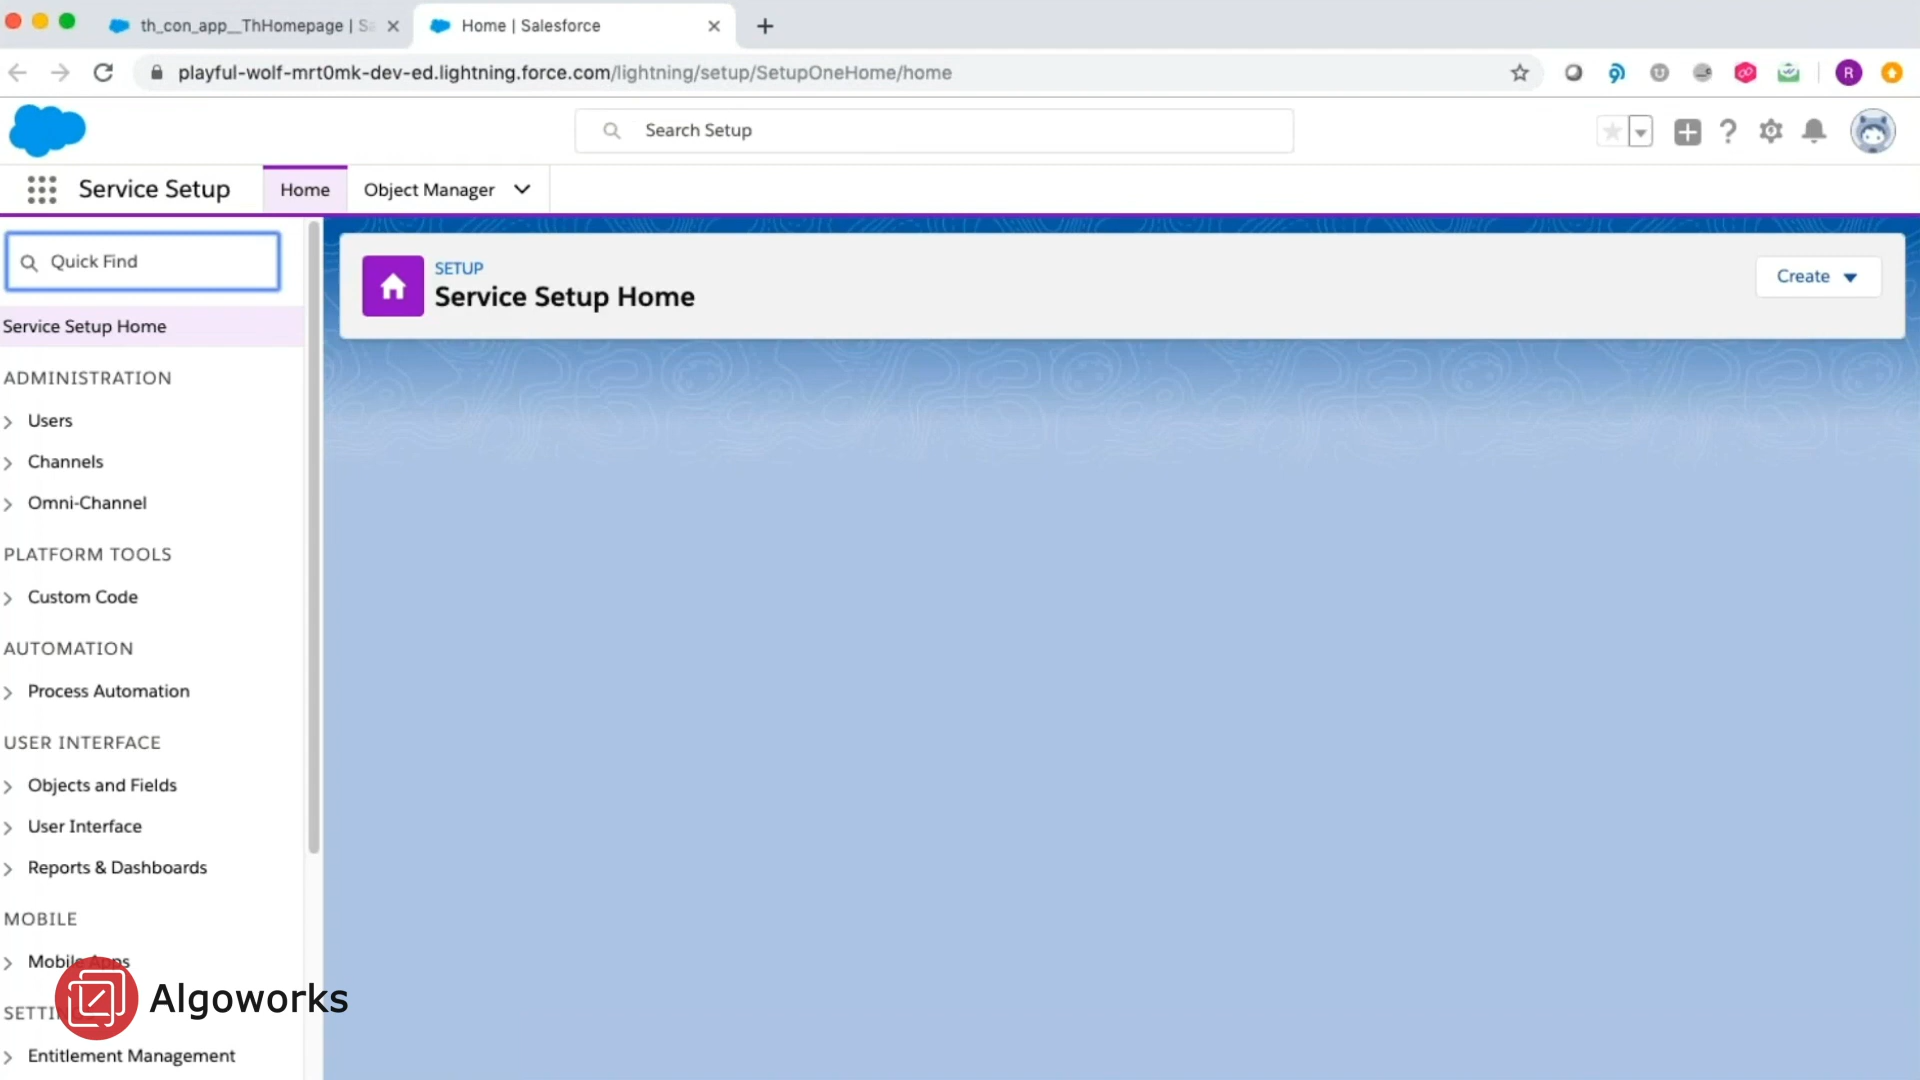 th_con_app__ThHomepage | Sa
Home | Salesforce
playful-wolf-mrt0mk-dev-ed.lightning.force.com/lightning/setup/SetupOneHome/home
R
Search Setup
Service Setup
Home
Object Manager
Quick Find
SETUP
Service Setup Home
Create
Service Setup Home
ADMINISTRATION
Users
Channels
Omni-Channel
PLATFORM TOOLS
Custom Code
AUTOMATION
Process Automation
USER INTERFACE
Objects and Fields
User Interface
Reports & Dashboards
MOBILE
Mobile Apps
Algoworks
Entitlement Management